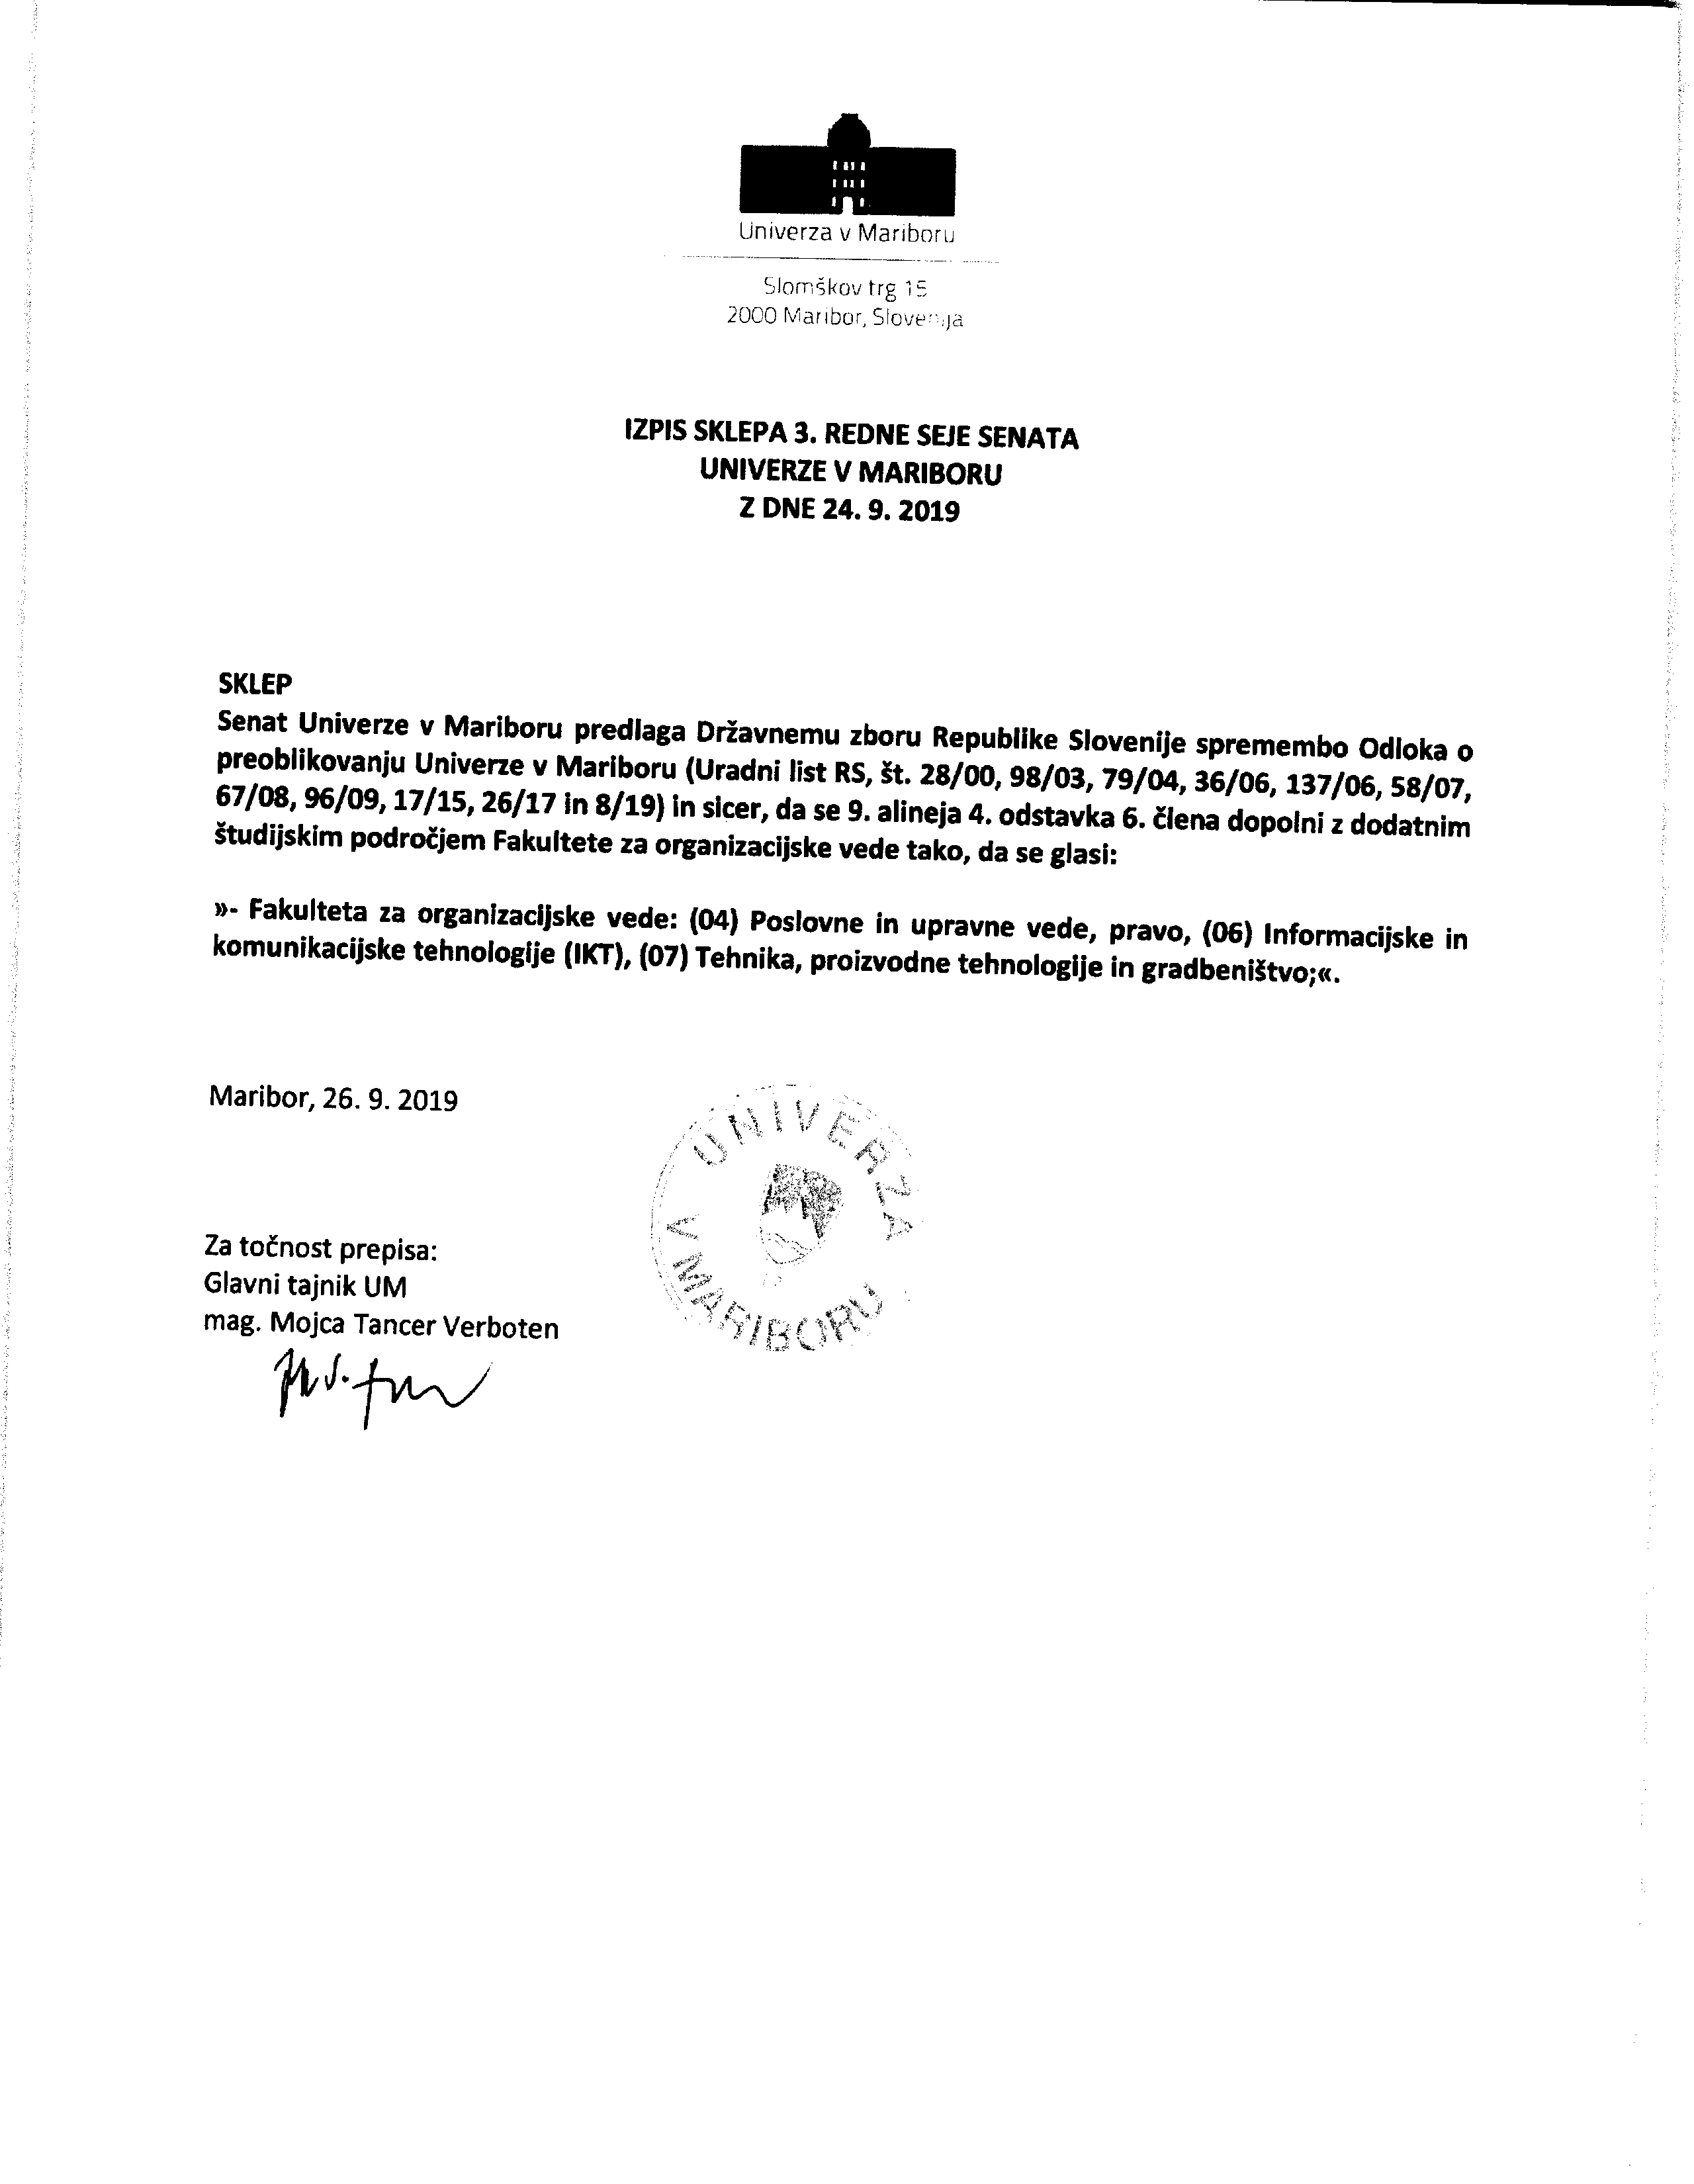 Univerza v Mariboru
Slomškov trg 15
2000 Maribor, Slovenija
IZPIS SKLEPA 3. REDNE SEJE SENATA
UNIVERZE V MARIBORU
Z DNE 24. 9. 2019
SKLEP
Senat Univerze v Mariboru predlaga Državnemu zboru Republike Slovenije spremembo Odloka o
preoblikovanju Univerze v Mariboru (Uradni list RS, št. 28/00, 98/03, 79/04, 36/06, 137/06, 58/07,
67/08, 96/09, 17/15, 26/17 in 8/19) in sicer, da se 9. alineja 4. odstavka 6. člena dopolni z dodatnim
študijskim področjem Fakultete za organizacijske vede tako, da se glasi:
»- Fakulteta za organizacijske vede: (04) Poslovne in upravne vede, pravo, (06) Informacijske in
komunikacijske tehnologije (IKT), (07) Tehnika, proizvodne tehnologije in gradbeništvo;«.
Maribor, 26. 9. 2019
UNIVERZA V MARIBORU
Za točnost prepisa:
Glavni tajnik UM
mag. Mojca Tancer Verboten